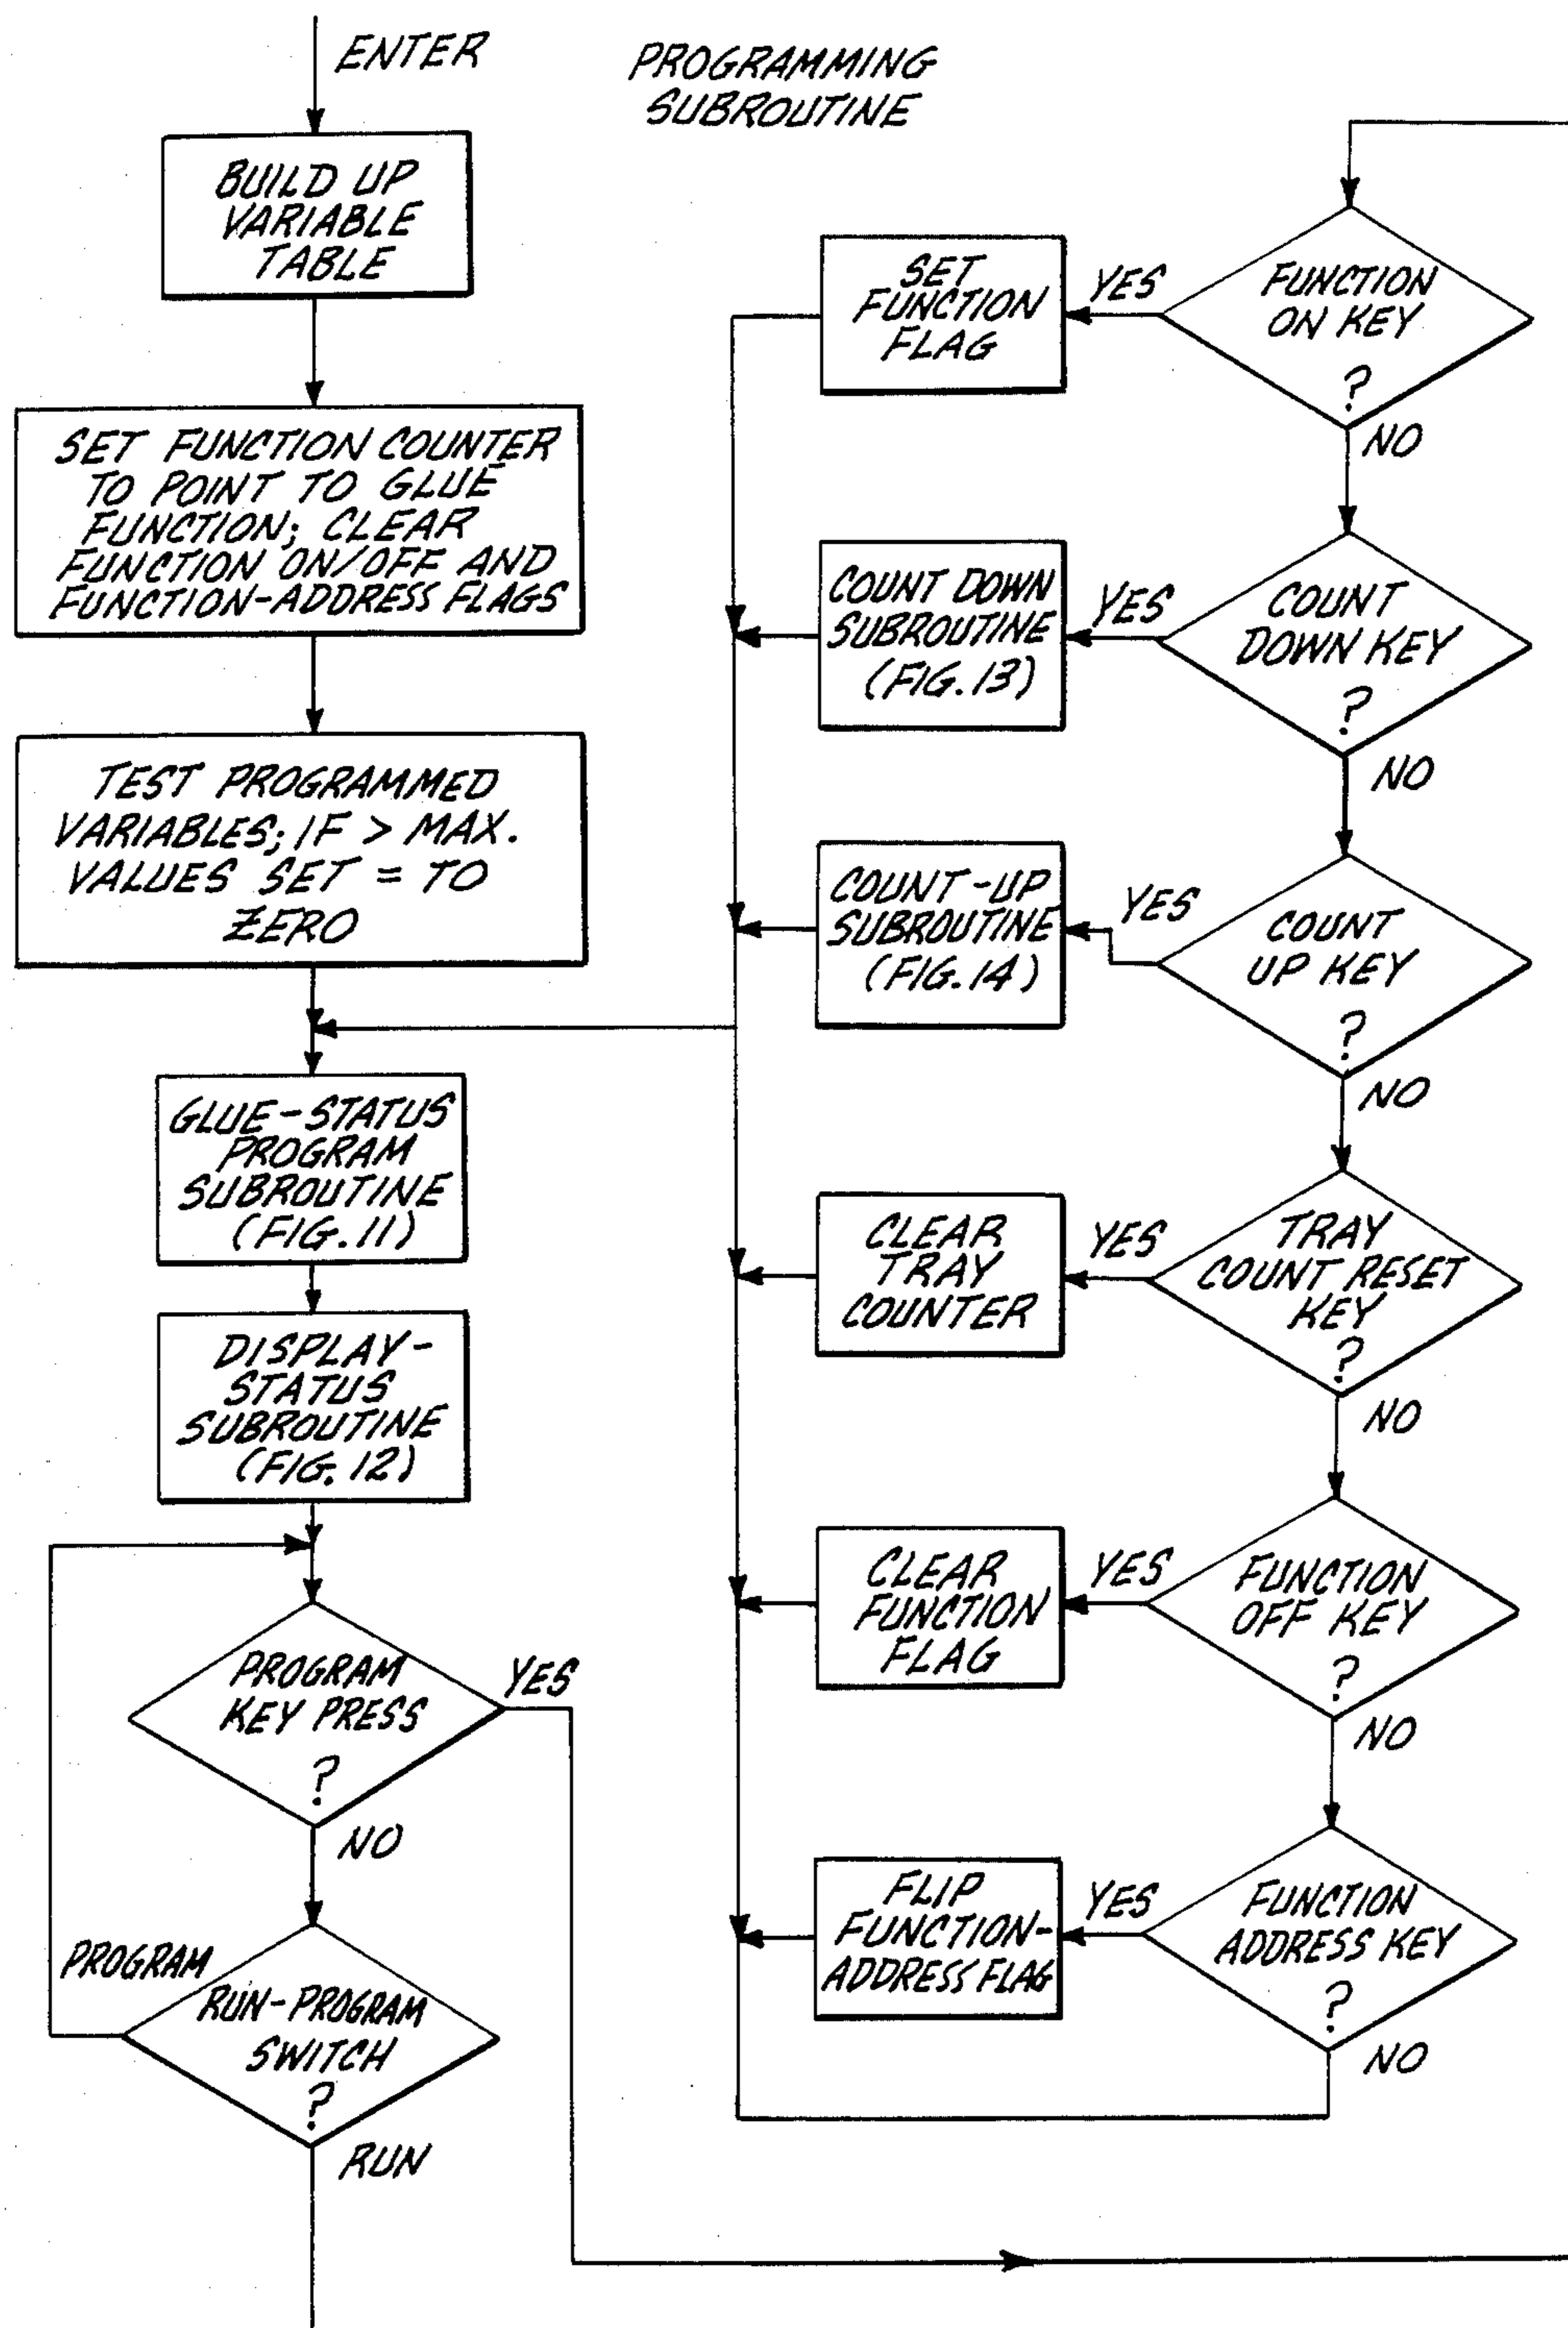 ENTER
PROGRAMMING
SUBROUTINE
BUILD UP
VARIABLE
TABLE
SET FUNCTION COUNTER
TO POINT TO GLUE
FUNCTION; CLEAR
FUNCTION ON/OFF AND
FUNCTION-ADDRESS FLAGS
TEST PROGRAMMED
VARIABLES; IF > MAX.
VALUES SET = TO
ZERO
GLUE-STATUS
PROGRAM
SUBROUTINE
(FIG. 11)
DISPLAY-
STATUS
SUBROUTINE
(FIG. 12)
PROGRAM
KEY PRESS
?
YES
NO
PROGRAM
RUN-PROGRAM
SWITCH
?
RUN
FUNCTION
ON KEY
?
YES
SET
FUNCTION
FLAG
NO
COUNT
DOWN KEY
?
YES
COUNT DOWN
SUBROUTINE
(FIG. 13)
NO
COUNT
UP KEY
?
YES
COUNT-UP
SUBROUTINE
(FIG. 14)
NO
TRAY
COUNT RESET
KEY
?
YES
CLEAR
TRAY
COUNTER
NO
FUNCTION
OFF KEY
?
YES
CLEAR
FUNCTION
FLAG
NO
FUNCTION
ADDRESS KEY
?
YES
FLIP
FUNCTION-
ADDRESS FLAG
NO